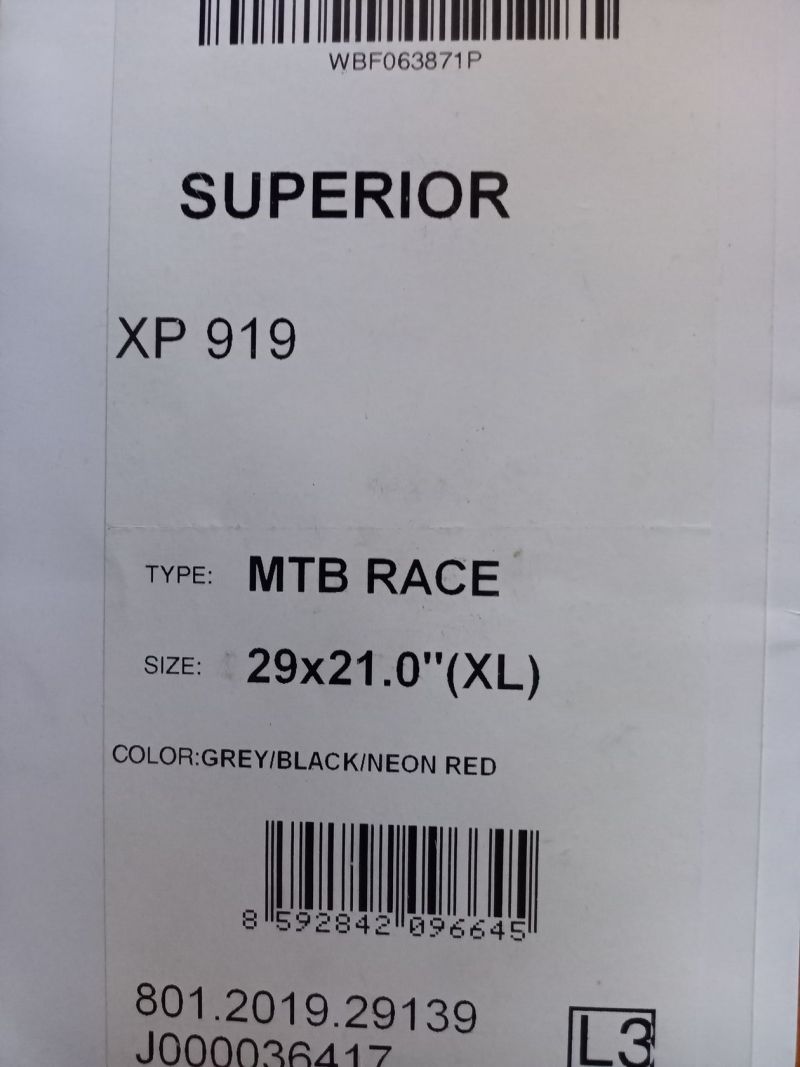 WBF063871P
SUPERIOR
XP 919
TYPE: MTB RACE
SIZE: 29x21.0"(XL)
COLOR:GREY/BLACK/NEON RED
8 592842 096645
801.2019.29139
J000036417
L3